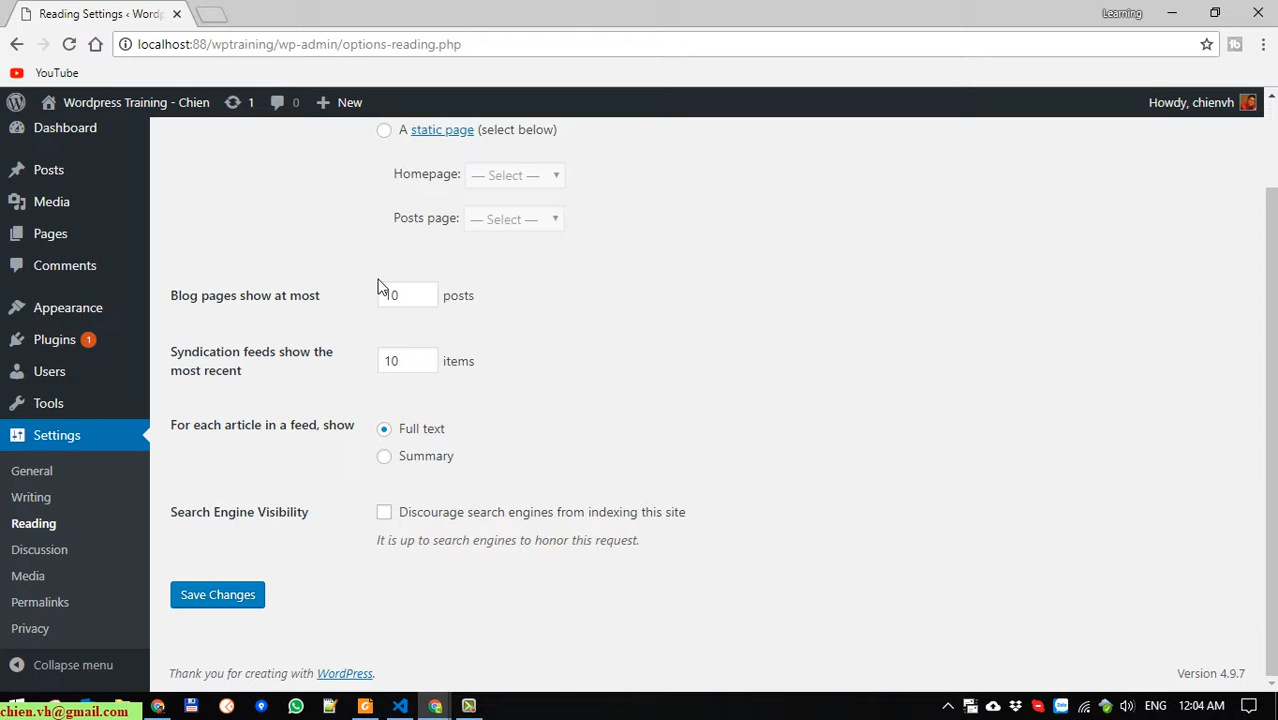 Reading Settings ‹ Wordp
Learning
localhost:88/wptraining/wp-admin/options-reading.php
YouTube
Wordpress Training - Chien
1
0
New
Howdy, chienvh
Dashboard
Posts
Media
Pages
Comments
Appearance
Plugins 1
Users
Tools
Settings
General
Writing
Reading
Discussion
Media
Permalinks
Privacy
Collapse menu
A static page (select below)
Homepage: — Select —
Posts page: — Select —
Blog pages show at most 10 posts
Syndication feeds show the
most recent
10 items
For each article in a feed, show
Full text
Summary
Search Engine Visibility
Discourage search engines from indexing this site
It is up to search engines to honor this request.
Save Changes
Thank you for creating with WordPress.
Version 4.9.7
chien.vh@gmail.com
ENG
12:04 AM